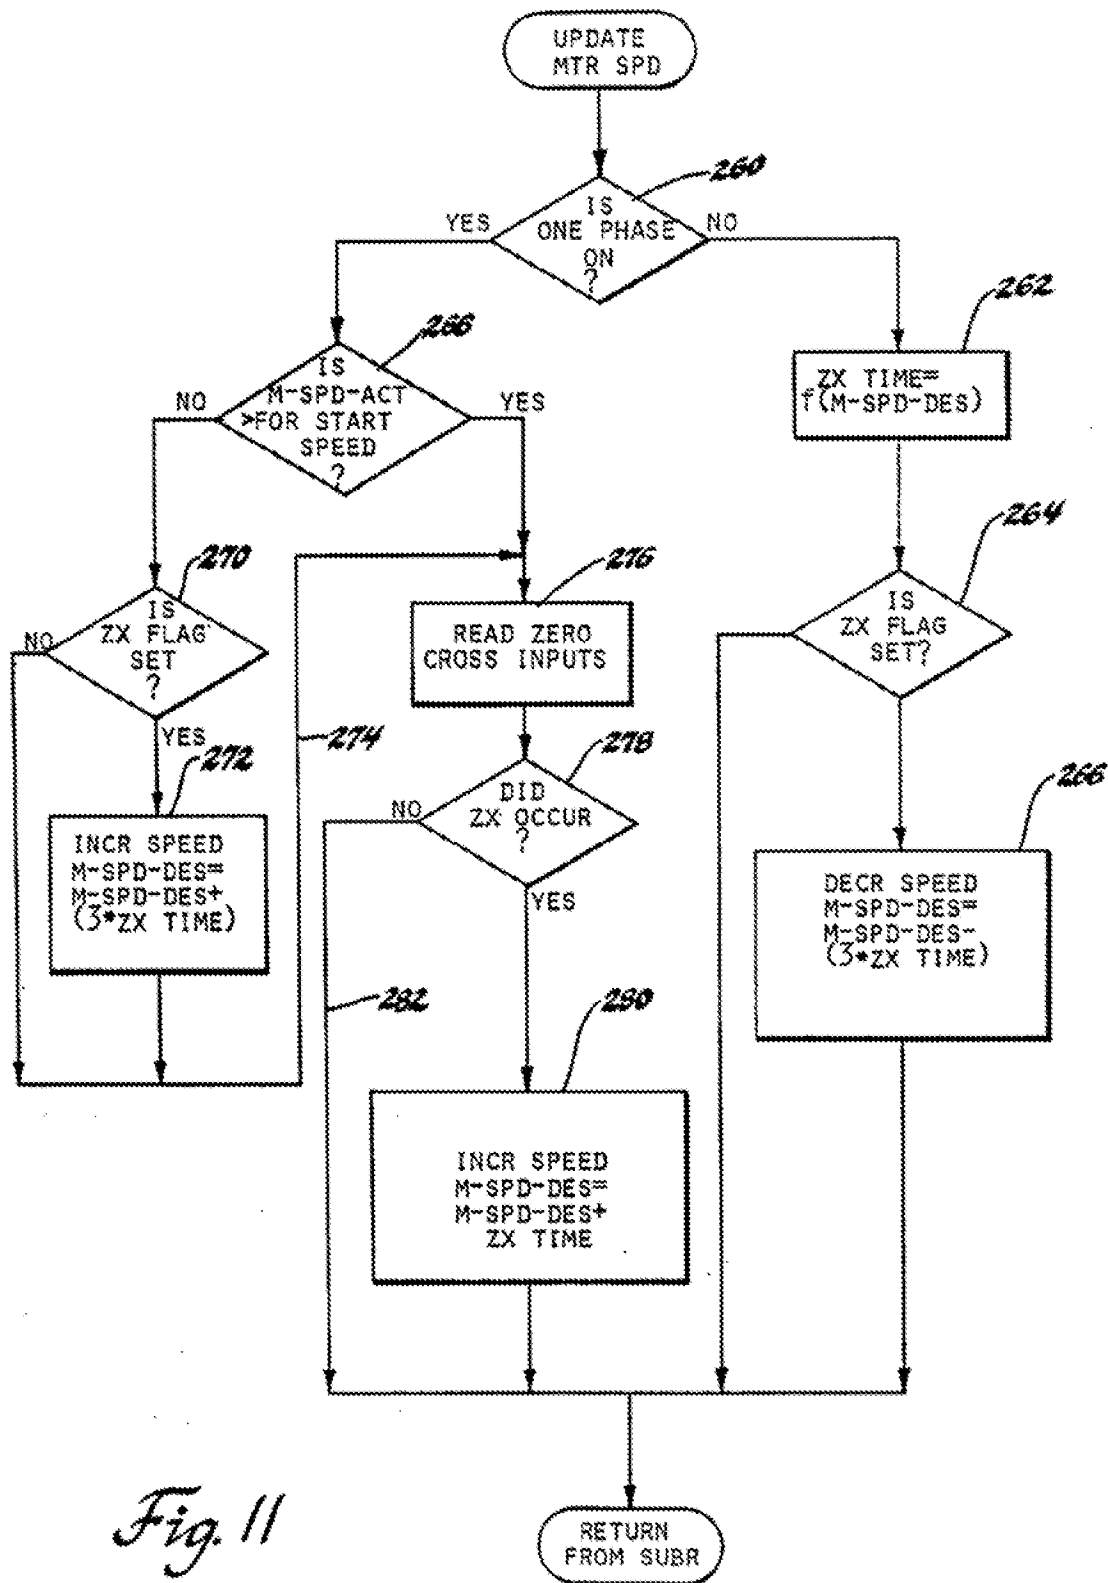 UPDATE
MTR SPD
260
IS
ONE PHASE
ON
?
YES
NO
266
IS
M-SPD-ACT
>FOR START
SPEED
?
NO
YES
262
ZX TIME=
f(M-SPD-DES)
264
IS
ZX FLAG
SET?
270
IS
ZX FLAG
SET
?
NO
YES
276
READ ZERO
CROSS INPUTS
274
272
INCR SPEED
M-SPD-DES=
M-SPD-DES+
(3*ZX TIME)
278
DID
ZX OCCUR
?
NO
YES
266
DECR SPEED
M-SPD-DES=
M-SPD-DES-
(3*ZX TIME)
282
280
INCR SPEED
M-SPD-DES=
M-SPD-DES+
ZX TIME
RETURN
FROM SUBR
Fig. 11